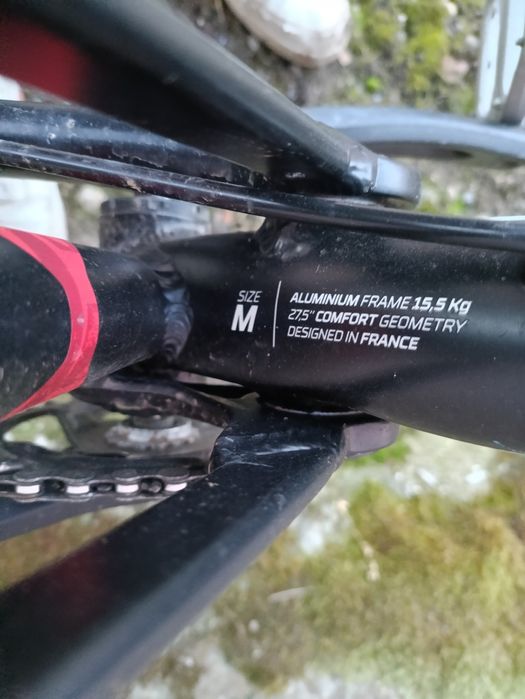 SIZE
M
ALUMINIUM FRAME 15,5 Kg
27,5" COMFORT GEOMETRY
DESIGNED IN FRANCE